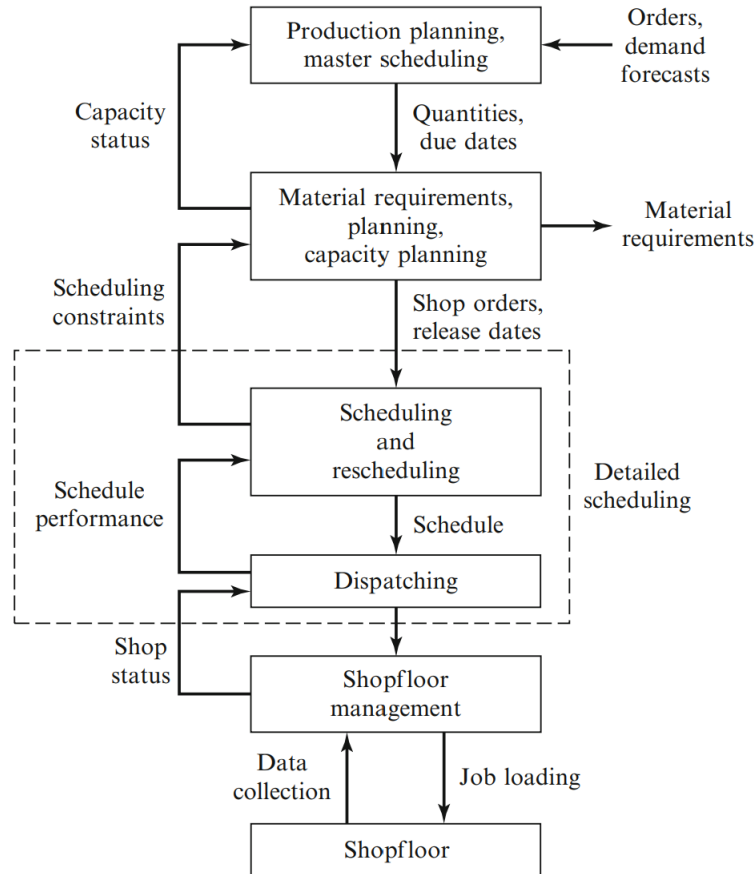 Production planning,
master scheduling
Orders,
demand
forecasts
Capacity
status
Quantities,
due dates
Material requirements,
planning,
capacity planning
Material
requirements
Scheduling
constraints
Shop orders,
release dates
Scheduling
and
rescheduling
Detailed
scheduling
Schedule
performance
Schedule
Dispatching
Shop
status
Shopfloor
management
Data
collection
Job loading
Shopfloor